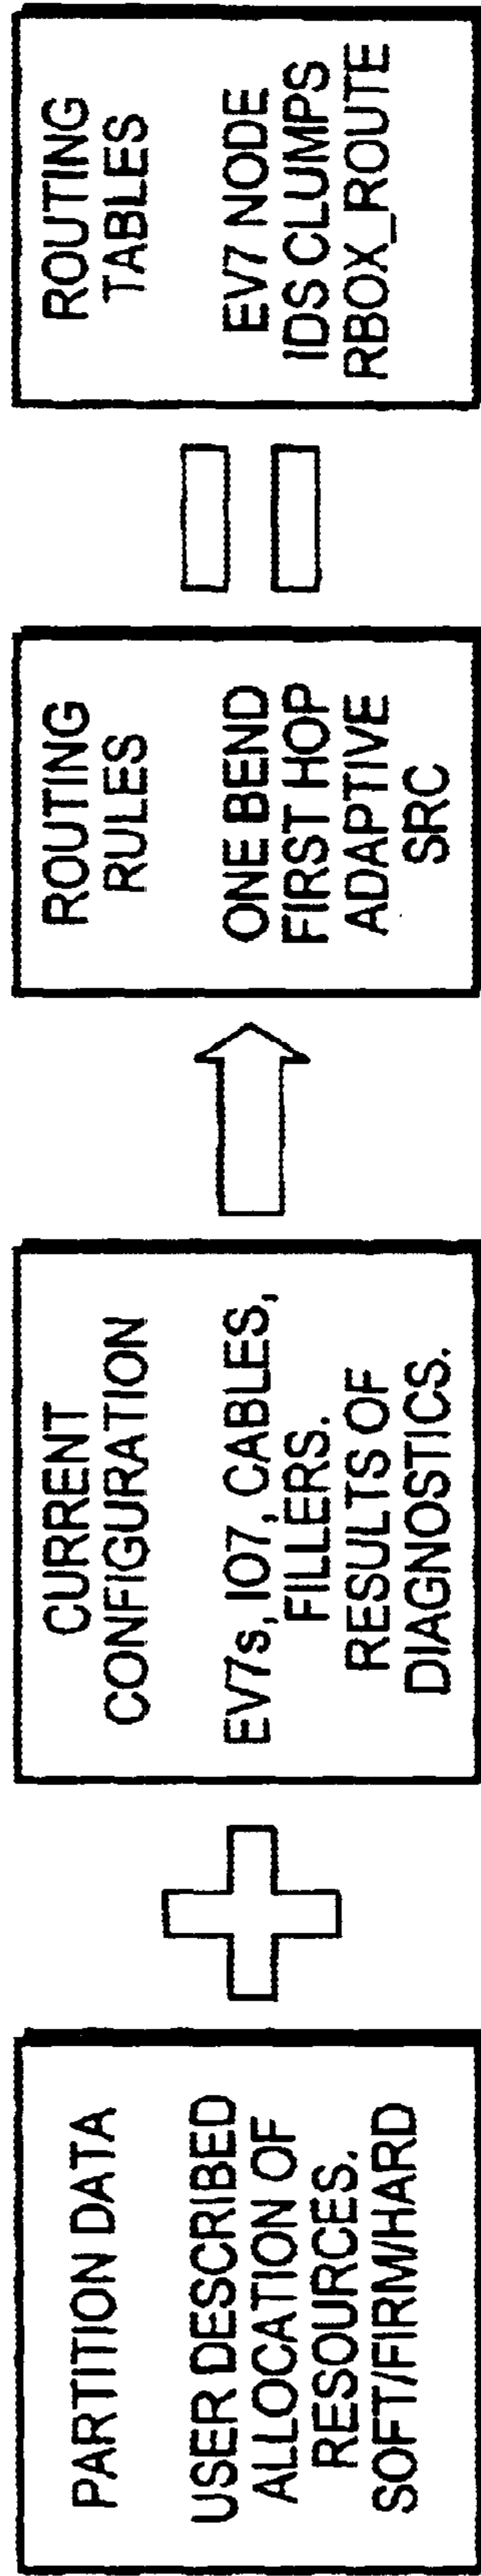 PARTITION DATA
USER DESCRIBED
ALLOCATION OF
RESOURCES.
SOFT/FIRM/HARD
CURRENT
CONFIGURATION
EV7s, IO7, CABLES,
FILLERS.
RESULTS OF
DIAGNOSTICS.
ROUTING
RULES
ONE BEND
FIRST HOP
ADAPTIVE
SRC
ROUTING
TABLES
EV7 NODE
IDS CLUMPS
RBOX_ROUTE